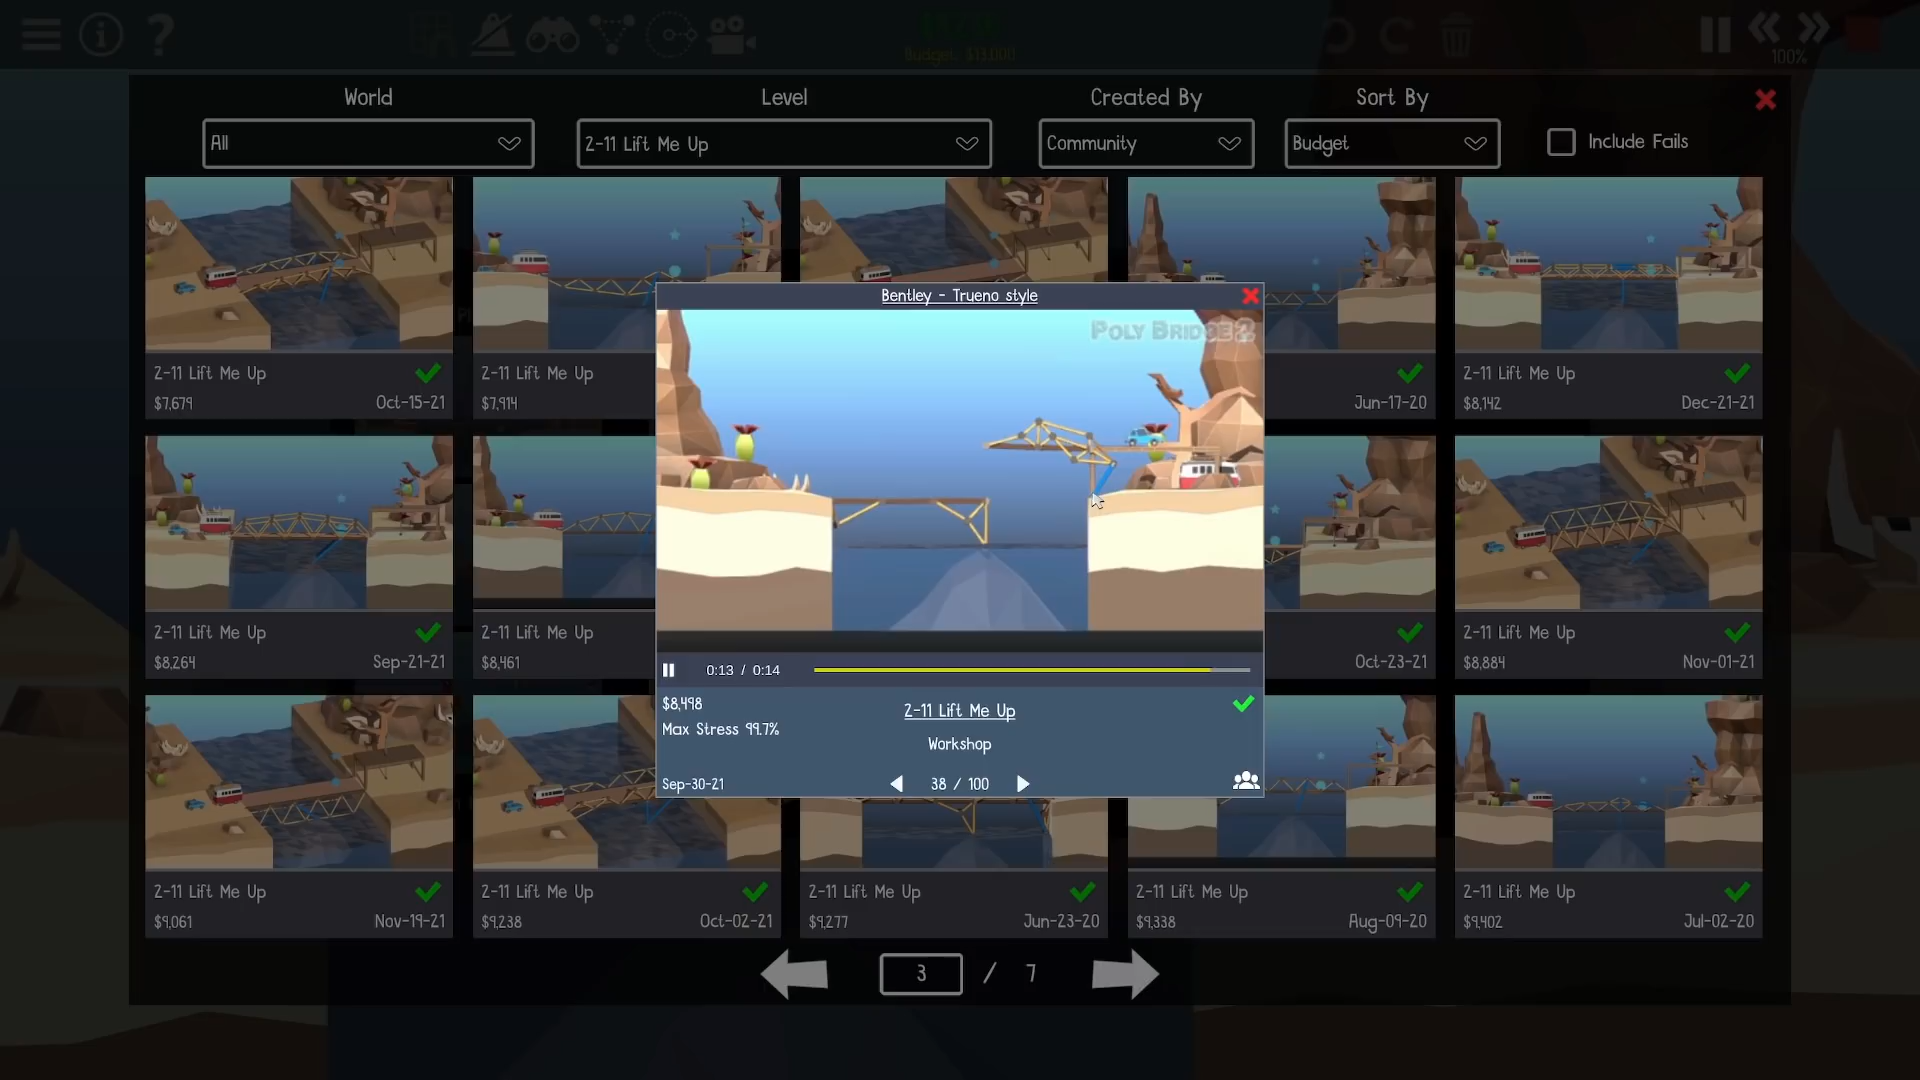 Budget: $13,000
100%
World
Level
Created By
Sort By
All
2-11 Lift Me Up
Community
Budget
Include Fails
Bentley - Trueno style
POLY BRIDGE 2
2-11 Lift Me Up
$7,679
Oct-15-21
2-11 Lift Me Up
$7,914
Jun-17-20
2-11 Lift Me Up
$8,142
Dec-21-21
2-11 Lift Me Up
$8,264
Sep-21-21
2-11 Lift Me Up
$8,461
Oct-23-21
2-11 Lift Me Up
$8,884
Nov-01-21
0:13 / 0:14
$8,498
2-11 Lift Me Up
Max Stress 99.7%
Workshop
Sep-30-21
38 / 100
2-11 Lift Me Up
$9,061
Nov-19-21
2-11 Lift Me Up
$9,238
Oct-02-21
2-11 Lift Me Up
$9,277
Jun-23-20
2-11 Lift Me Up
$9,338
Aug-09-20
2-11 Lift Me Up
$9,402
Jul-02-20
3 / 7